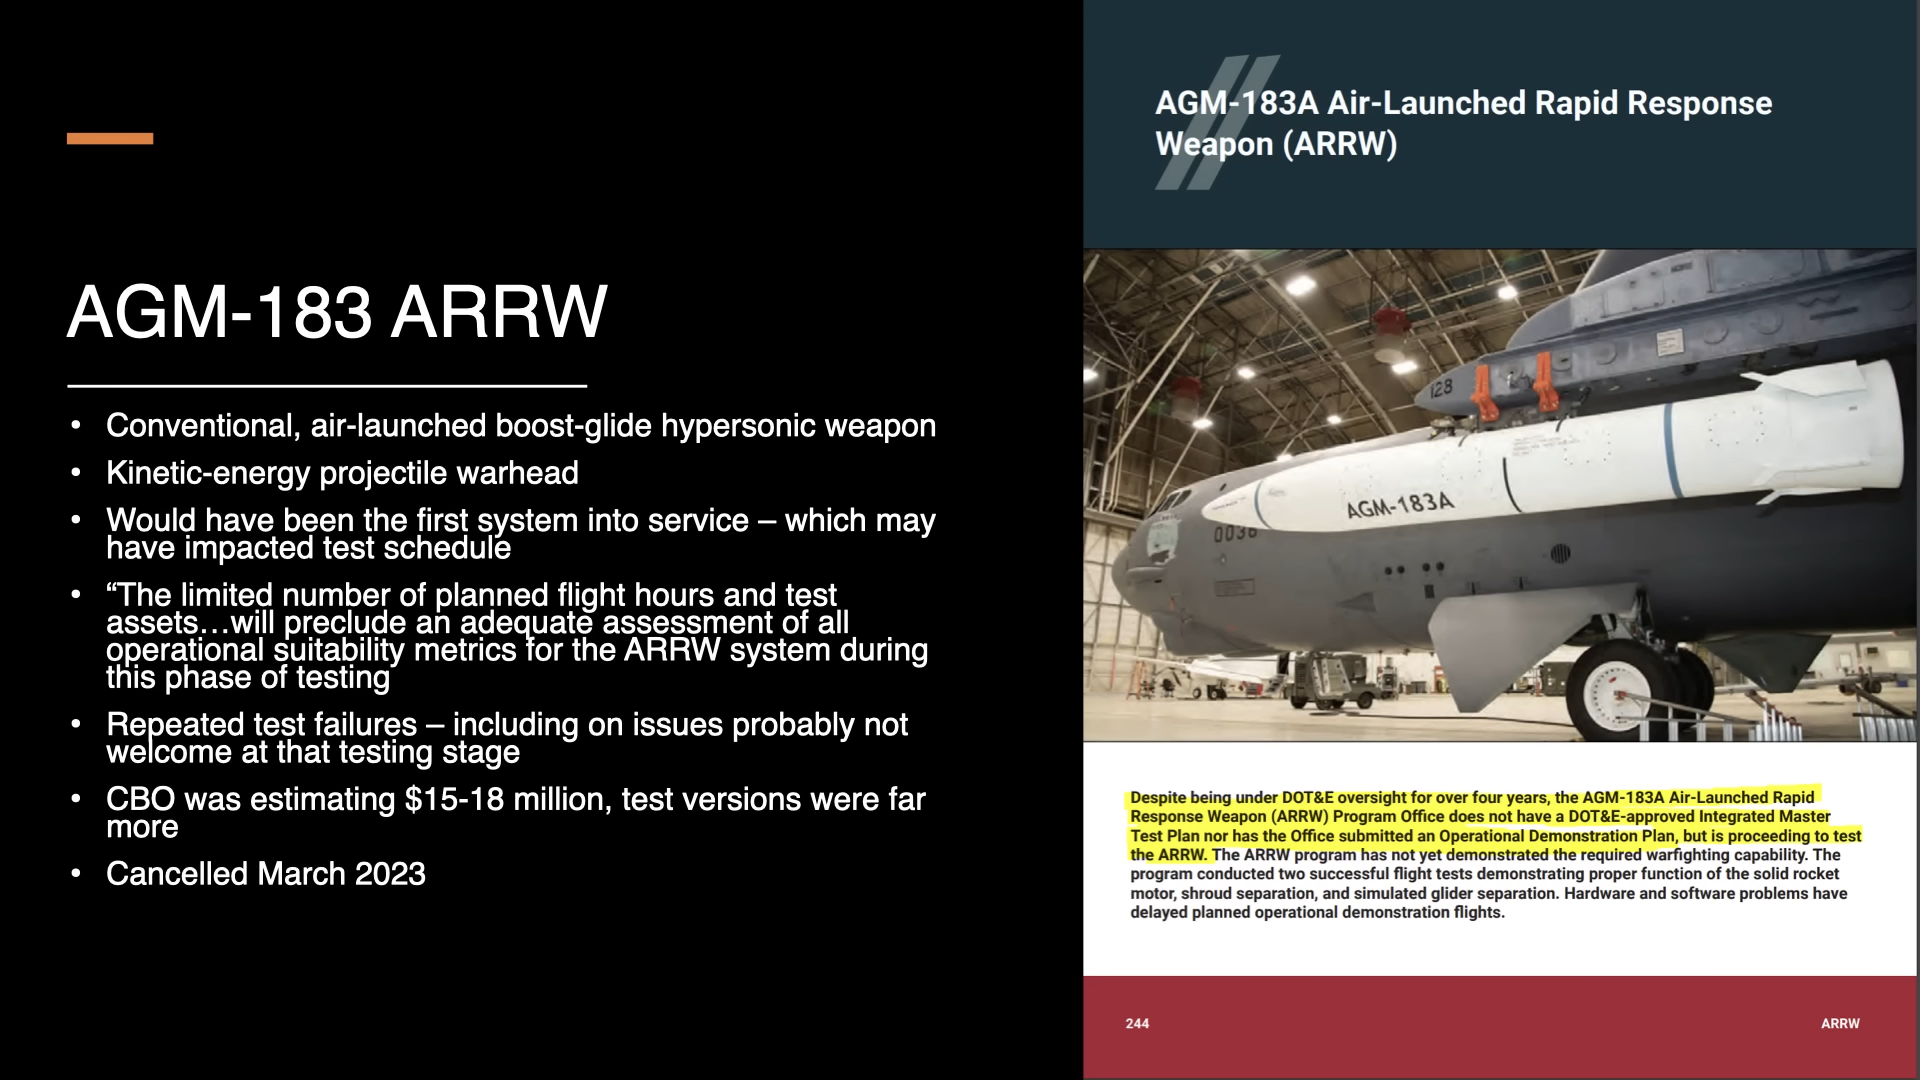 AGM-183 ARRW
• Conventional, air-launched boost-glide hypersonic weapon
• Kinetic-energy projectile warhead
• Would have been the first system into service – which may
have impacted test schedule
• “The limited number of planned flight hours and test
assets…will preclude an adequate assessment of all
operational suitability metrics for the ARRW system during
this phase of testing
• Repeated test failures – including on issues probably not
welcome at that testing stage
• CBO was estimating $15-18 million, test versions were far
more
• Cancelled March 2023
AGM-183A Air-Launched Rapid Response
Weapon (ARRW)
128
AGM-183A
0036
Despite being under DOT&E oversight for over four years, the AGM-183A Air-Launched Rapid
Response Weapon (ARRW) Program Office does not have a DOT&E-approved Integrated Master
Test Plan nor has the Office submitted an Operational Demonstration Plan, but is proceeding to test
the ARRW. The ARRW program has not yet demonstrated the required warfighting capability. The
program conducted two successful flight tests demonstrating proper function of the solid rocket
motor, shroud separation, and simulated glider separation. Hardware and software problems have
delayed planned operational demonstration flights.
244
ARRW